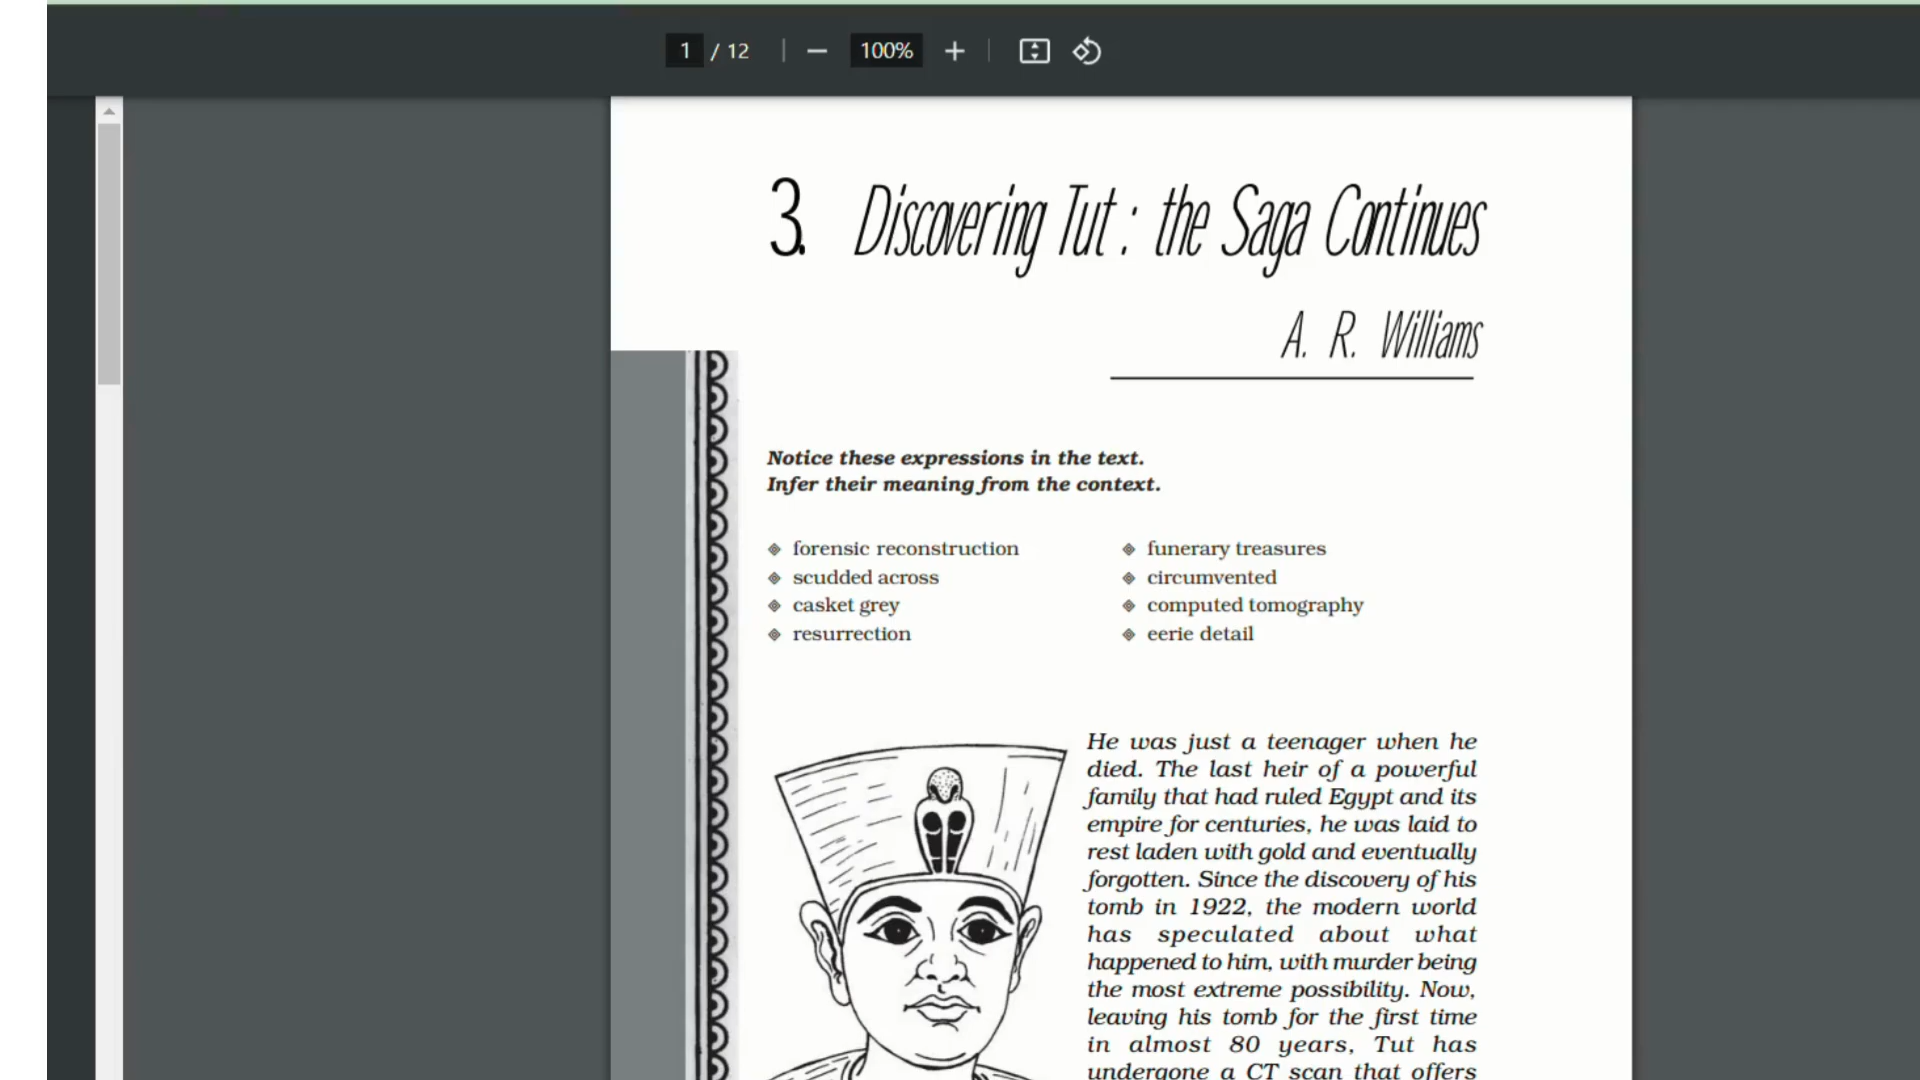 1 / 12
100%
3. Discovering Tut : the Saga Continues
A. R. Williams
Notice these expressions in the text.
Infer their meaning from the context.
forensic reconstruction
scudded across
casket grey
resurrection
funerary treasures
circumvented
computed tomography
eerie detail
He was just a teenager when he
died. The last heir of a powerful
family that had ruled Egypt and its
empire for centuries, he was laid to
rest laden with gold and eventually
forgotten. Since the discovery of his
tomb in 1922, the modern world
has speculated about what
happened to him, with murder being
the most extreme possibility. Now,
leaving his tomb for the first time
in almost 80 years, Tut has
undergone a CT scan that offers